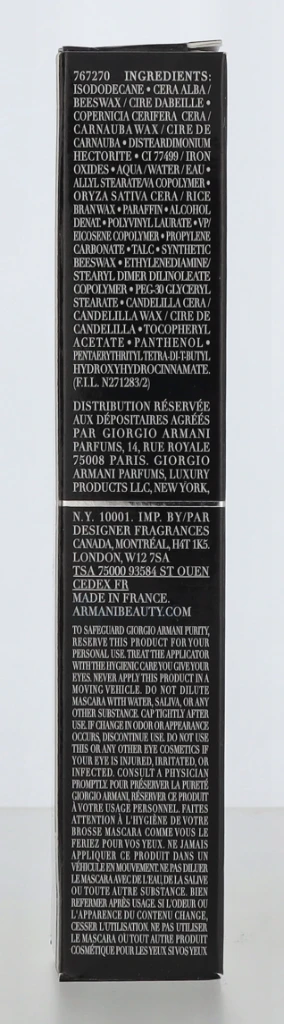 767270 INGREDIENTS:
ISODODECANE • CERA ALBA /
BEESWAX / CIRE DABEILLE •
COPERNICIA CERIFERA CERA /
CARNAUBA WAX / CIRE DE
CARNAUBA • DISTEARDIMONIUM
HECTORITE • CI 77499 / IRON
OXIDES • AQUA / WATER / EAU •
ALLYL STEARATE/VA COPOLYMER •
ORYZA SATIVA CERA / RICE
BRAN WAX • PARAFFIN • ALCOHOL
DENAT. • POLYVINYL LAURATE • VP/
EICOSENE COPOLYMER • PROPYLENE
CARBONATE • TALC • SYNTHETIC
BEESWAX • ETHYLENEDIAMINE/
STEARYL DIMER DILINOLEATE
COPOLYMER • PEG-30 GLYCERYL
STEARATE • CANDELILLA CERA /
CANDELILLA WAX / CIRE DE
CANDELILLA • TOCOPHERYL
ACETATE • PANTHENOL •
PENTAERYTHRITYL TETRA-DI-T-BUTYL
HYDROXYHYDROCINNAMATE.
(F.I.L. N271283/2)
DISTRIBUTION RÉSERVÉE
AUX DÉPOSITAIRES AGRÉÉS
PAR GIORGIO ARMANI
PARFUMS, 14, RUE ROYALE
75008 PARIS. GIORGIO
ARMANI PARFUMS, LUXURY
PRODUCTS LLC, NEW YORK,
N.Y. 10001. IMP. BY/PAR
DESIGNER FRAGRANCES
CANADA, MONTRÉAL, H4T 1K5.
LONDON, W12 7SA
TSA 75000 93584 ST OUEN
CEDEX FR
MADE IN FRANCE.
ARMANIBEAUTY.COM
TO SAFEGUARD GIORGIO ARMANI PURITY,
RESERVE THIS PRODUCT FOR YOUR
PERSONAL USE. TREAT THE APPLICATOR
WITH THE HYGIENIC CARE YOU GIVE YOUR
EYES. NEVER APPLY THIS PRODUCT IN A
MOVING VEHICLE. DO NOT DILUTE
MASCARA WITH WATER, SALIVA, OR ANY
OTHER SUBSTANCE. CAP TIGHTLY AFTER
USE. IF CHANGE IN ODOR OR APPEARANCE
OCCURS, DISCONTINUE USE. DO NOT USE
THIS OR ANY OTHER EYE COSMETICS IF
YOUR EYE IS INJURED, IRRITATED, OR
INFECTED. CONSULT A PHYSICIAN
PROMPTLY. POUR PRÉSERVER LA PURETÉ
GIORGIO ARMANI, RÉSERVER CE PRODUIT
À VOTRE USAGE PERSONNEL. FAITES
ATTENTION À L'HYGIÈNE DE VOTRE
BROSSE MASCARA COMME VOUS LE
FERIEZ POUR VOS YEUX. NE JAMAIS
APPLIQUER CE PRODUIT DANS UN
VÉHICULE EN MOUVEMENT. NE PAS DILUER
LE MASCARA AVEC DE L'EAU, DE LA SALIVE
OU TOUTE AUTRE SUBSTANCE. BIEN
REFERMER APRÈS USAGE. SI L'ODEUR OU
L'APPARENCE DU CONTENU CHANGE,
CESSER L'UTILISATION. NE PAS UTILISER
LE MASCARA OU TOUT AUTRE PRODUIT
COSMÉTIQUE POUR LES YEUX SI VOS YEUX